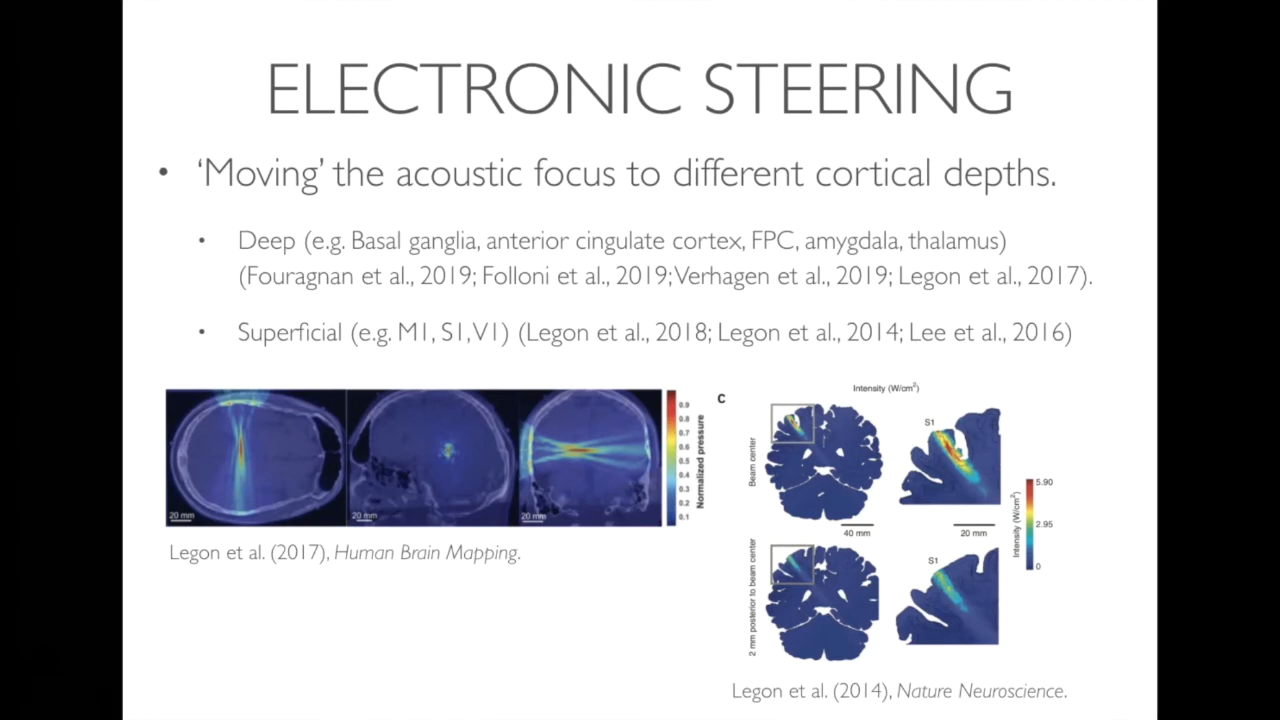 ELECTRONIC STEERING
• ‘Moving’ the acoustic focus to different cortical depths.
• Deep (e.g. Basal ganglia, anterior cingulate cortex, FPC, amygdala, thalamus)
(Fouragnan et al., 2019; Folloni et al., 2019; Verhagen et al., 2019; Legon et al., 2017).
• Superficial (e.g. M1, S1, V1) (Legon et al., 2018; Legon et al., 2014; Lee et al., 2016)
20 mm
20 mm
20 mm
0.9
0.8
0.7
0.6
0.5
0.4
0.3
0.2
0.1
Normalized pressure
Legon et al. (2017), Human Brain Mapping.
c
Intensity (W/cm²)
Beam center
S1
40 mm
20 mm
2 mm posterior to beam center
S1
Intensity (W/cm²)
5.90
2.95
0
Legon et al. (2014), Nature Neuroscience.